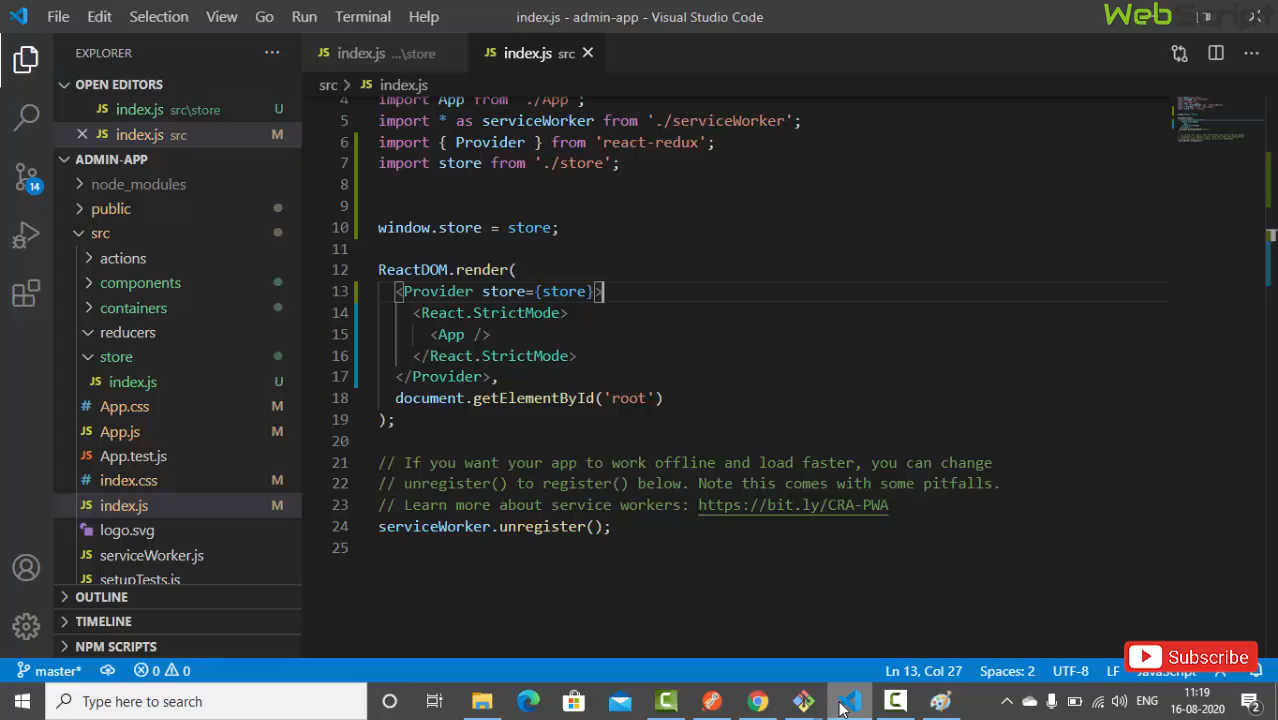 File Edit Selection View Go Run Terminal Help index.js - admin-app - Visual Studio Code WebScript
EXPLORER
JS index.js ...\store JS index.js src
OPEN EDITORS
src > JS index.js
JS index.js src\store U
JS index.js src M
ADMIN-APP
node_modules
public
src
actions
components
containers
reducers
store
JS index.js U
# App.css M
JS App.js M
App.test.js
# index.css M
JS index.js M
logo.svg
JS serviceWorker.js
setupTests.js
OUTLINE
TIMELINE
NPM SCRIPTS
14
4 import App from './App';
5 import * as serviceWorker from './serviceWorker';
6 import { Provider } from 'react-redux';
7 import store from './store';
8
9
10 window.store = store;
11
12 ReactDOM.render(
13 <Provider store={store}>
14 <React.StrictMode>
15 <App />
16 </React.StrictMode>
17 </Provider>,
18 document.getElementById('root')
19 );
20
21 // If you want your app to work offline and load faster, you can change
22 // unregister() to register() below. Note this comes with some pitfalls.
23 // Learn more about service workers: https://bit.ly/CRA-PWA
24 serviceWorker.unregister();
25
Subscribe
master* 0 0 Ln 13, Col 27 Spaces: 2 UTF-8 LF JavaScript
Type here to search ENG 11:19
16-08-2020 2